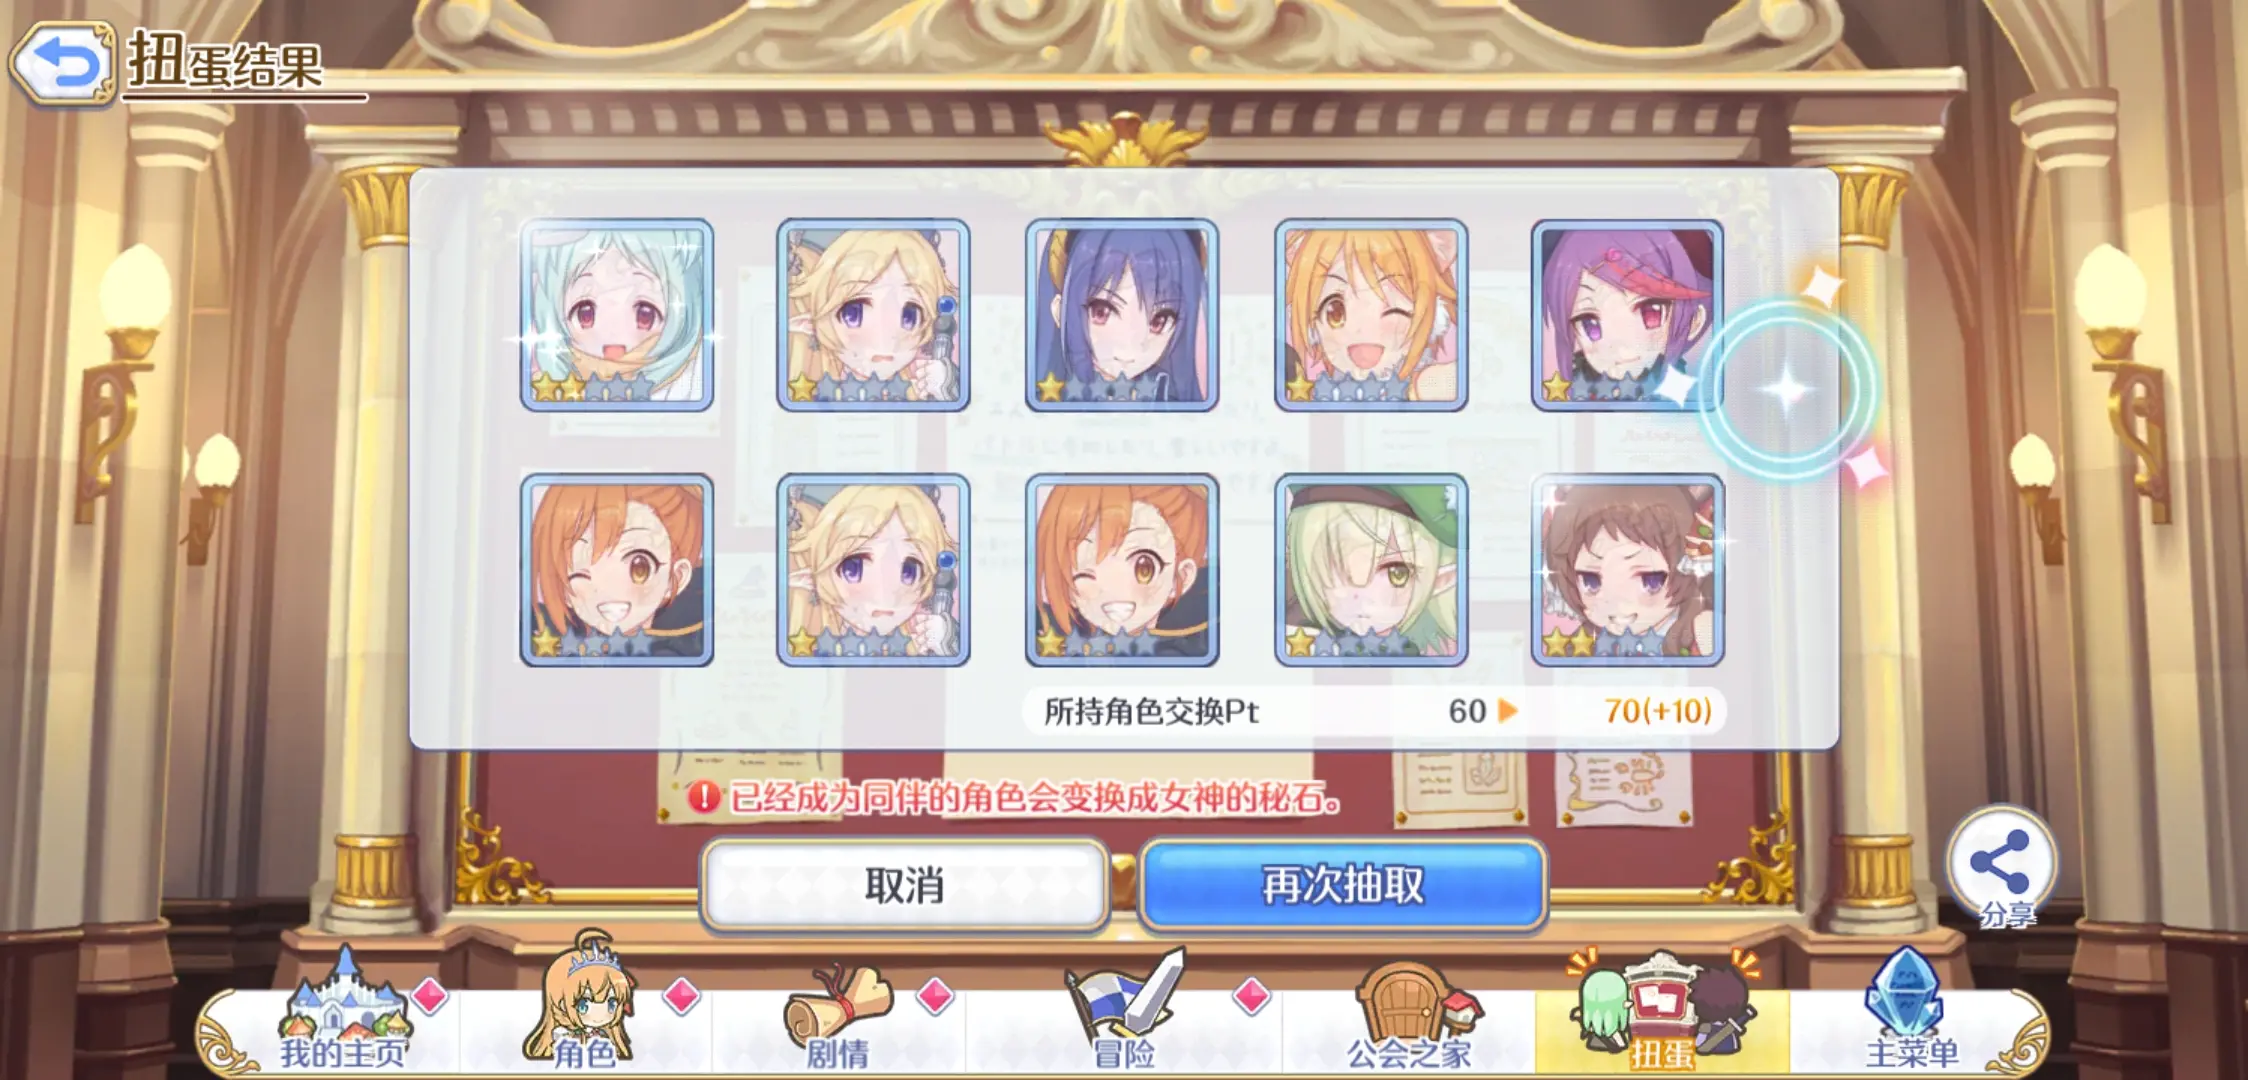 扭蛋结果
所持角色交换Pt 60 70(+10)
已经成为同伴的角色会变换成女神的秘石。
取消
再次抽取
分享
我的主页
角色
剧情
冒险
公会之家
扭蛋
主菜单